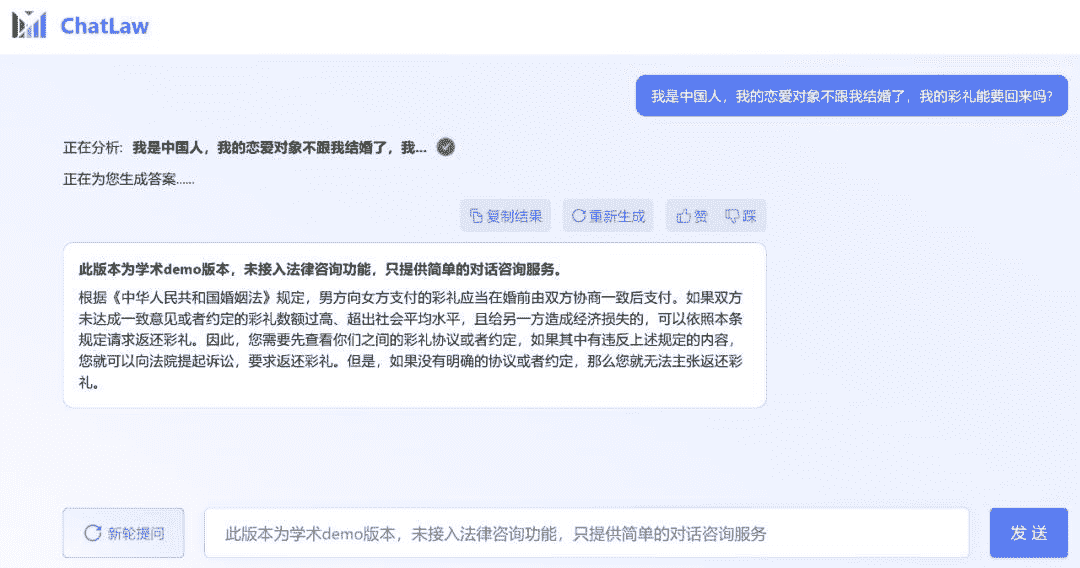 ChatLaw
我是中国人，我的恋爱对象不跟我结婚了，我的彩礼能要回来吗?
正在分析: 我是中国人，我的恋爱对象不跟我结婚了，我...
正在为您生成答案......
复制结果 重新生成 赞 踩
此版本为学术demo版本，未接入法律咨询功能，只提供简单的对话咨询服务。
根据《中华人民共和国婚姻法》规定，男方向女方支付的彩礼应当在婚前由双方协商一致后支付。如果双方
未达成一致意见或者约定的彩礼数额过高、超出社会平均水平，且给另一方造成经济损失的，可以依照本条
规定请求返还彩礼。因此，您需要先查看你们之间的彩礼协议或者约定，如果其中有违反上述规定的内容，
您就可以向法院提起诉讼，要求返还彩礼。但是，如果没有明确的协议或者约定，那么您就无法主张返还彩
礼。
新轮提问
此版本为学术demo版本，未接入法律咨询功能，只提供简单的对话咨询服务
发 送